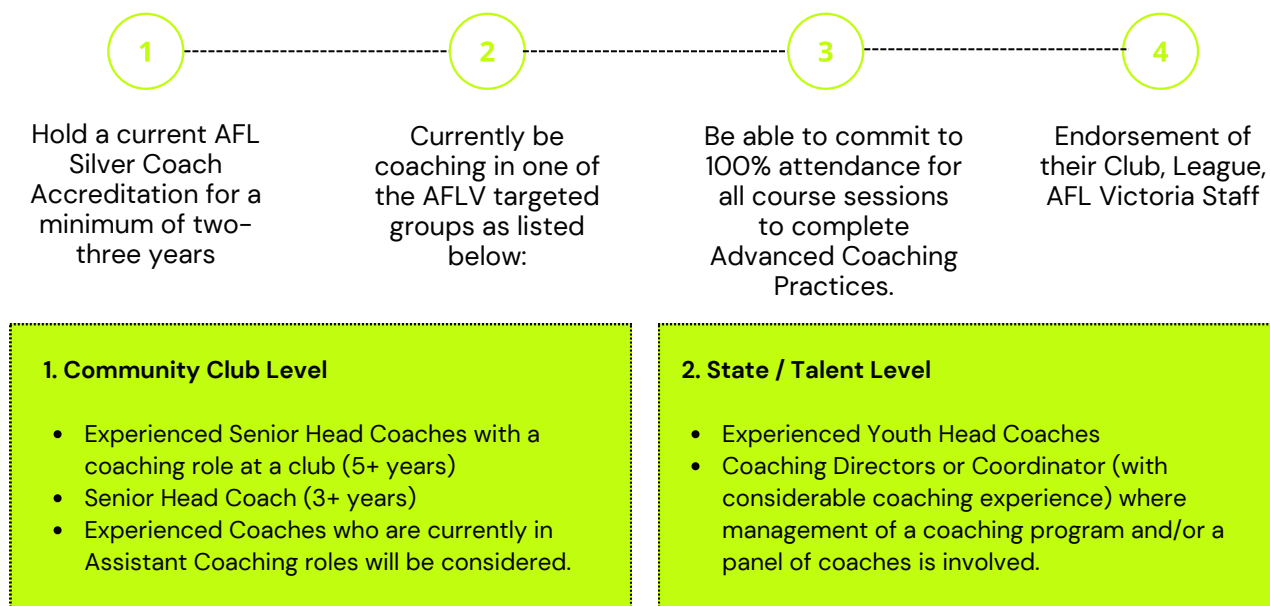 1
2
3
4
Hold a current AFL
Silver Coach
Accreditation for a
minimum of two-
three years
Currently be
coaching in one of
the AFLV targeted
groups as listed
below:
Be able to commit to
100% attendance for
all course sessions
to complete
Advanced Coaching
Practices.
Endorsement of
their Club, League,
AFL Victoria Staff
1. Community Club Level
• Experienced Senior Head Coaches with a
coaching role at a club (5+ years)
• Senior Head Coach (3+ years)
• Experienced Coaches who are currently in
Assistant Coaching roles will be considered.
2. State / Talent Level
• Experienced Youth Head Coaches
• Coaching Directors or Coordinator (with
considerable coaching experience) where
management of a coaching program and/or a
panel of coaches is involved.